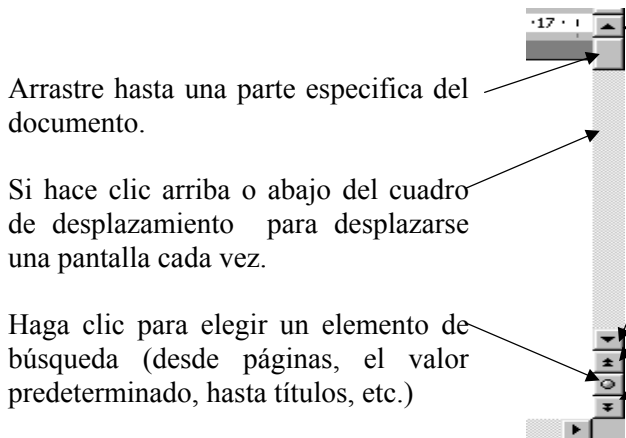 ·17·ı
Arrastre hasta una parte especifica del
documento.
Si hace clic arriba o abajo del cuadro
de desplazamiento para desplazarse
una pantalla cada vez.
Haga clic para elegir un elemento de
búsqueda (desde páginas, el valor
predeterminado, hasta títulos, etc.)